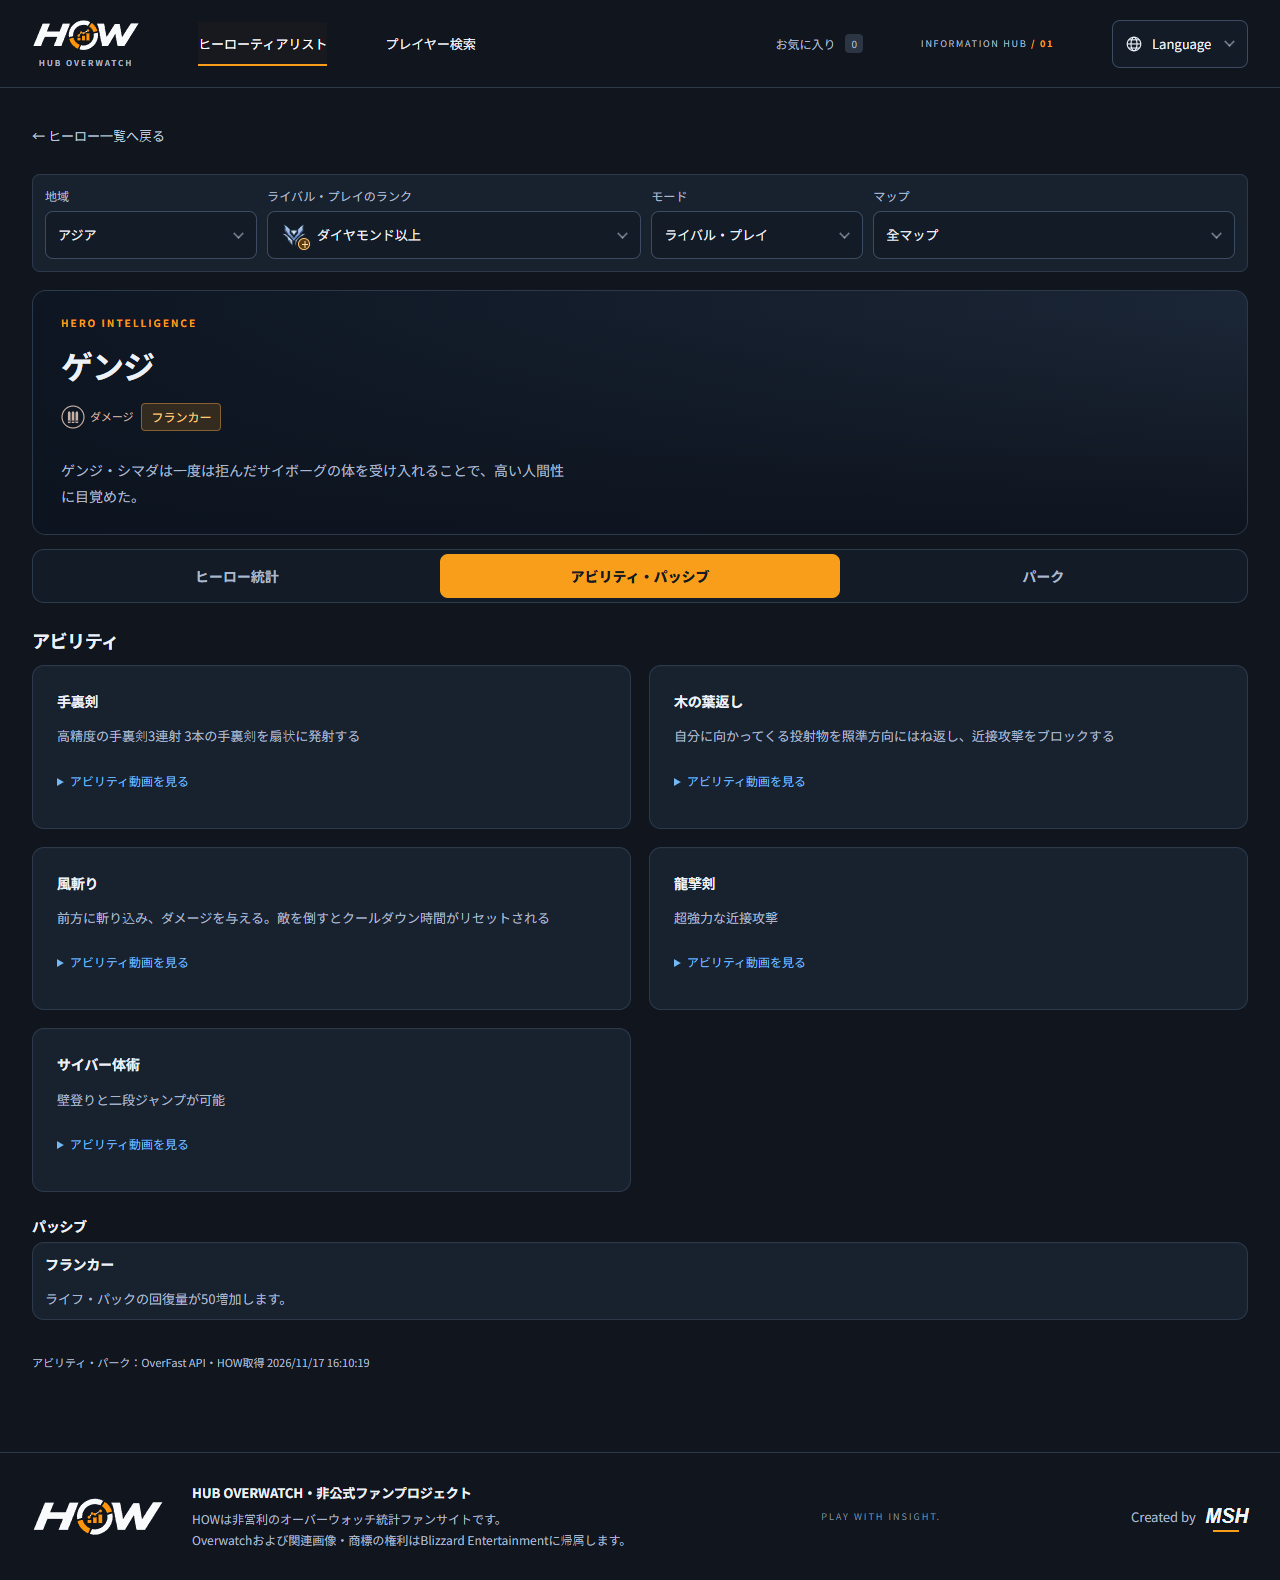 HOW
HUB OVERWATCH
ヒーローティアリスト
プレイヤー検索
お気に入り 0
INFORMATION HUB / 01
Language
← ヒーロー一覧へ戻る
地域
ライバル・プレイのランク
モード
マップ
アジア
ダイヤモンド以上
ライバル・プレイ
全マップ
HERO INTELLIGENCE
ゲンジ
ダメージ フランカー
ゲンジ・シマダは一度は拒んだサイボーグの体を受け入れることで、高い人間性
に目覚めた。
ヒーロー統計
アビリティ・パッシブ
パーク
アビリティ
手裏剣
高精度の手裏剣3連射 3本の手裏剣を扇状に発射する
▶ アビリティ動画を見る
木の葉返し
自分に向かってくる投射物を照準方向にはね返し、近接攻撃をブロックする
▶ アビリティ動画を見る
風斬り
前方に斬り込み、ダメージを与える。敵を倒すとクールダウン時間がリセットされる
▶ アビリティ動画を見る
龍撃剣
超強力な近接攻撃
▶ アビリティ動画を見る
サイバー体術
壁登りと二段ジャンプが可能
▶ アビリティ動画を見る
パッシブ
フランカー
ライフ・パックの回復量が50増加します。
アビリティ・パーク：OverFast API・HOW取得 2026/11/17 16:10:19
HOW
HUB OVERWATCH・非公式ファンプロジェクト
HOWは非営利のオーバーウォッチ統計ファンサイトです。
Overwatchおよび関連画像・商標の権利はBlizzard Entertainmentに帰属します。
PLAY WITH INSIGHT.
Created by MSH